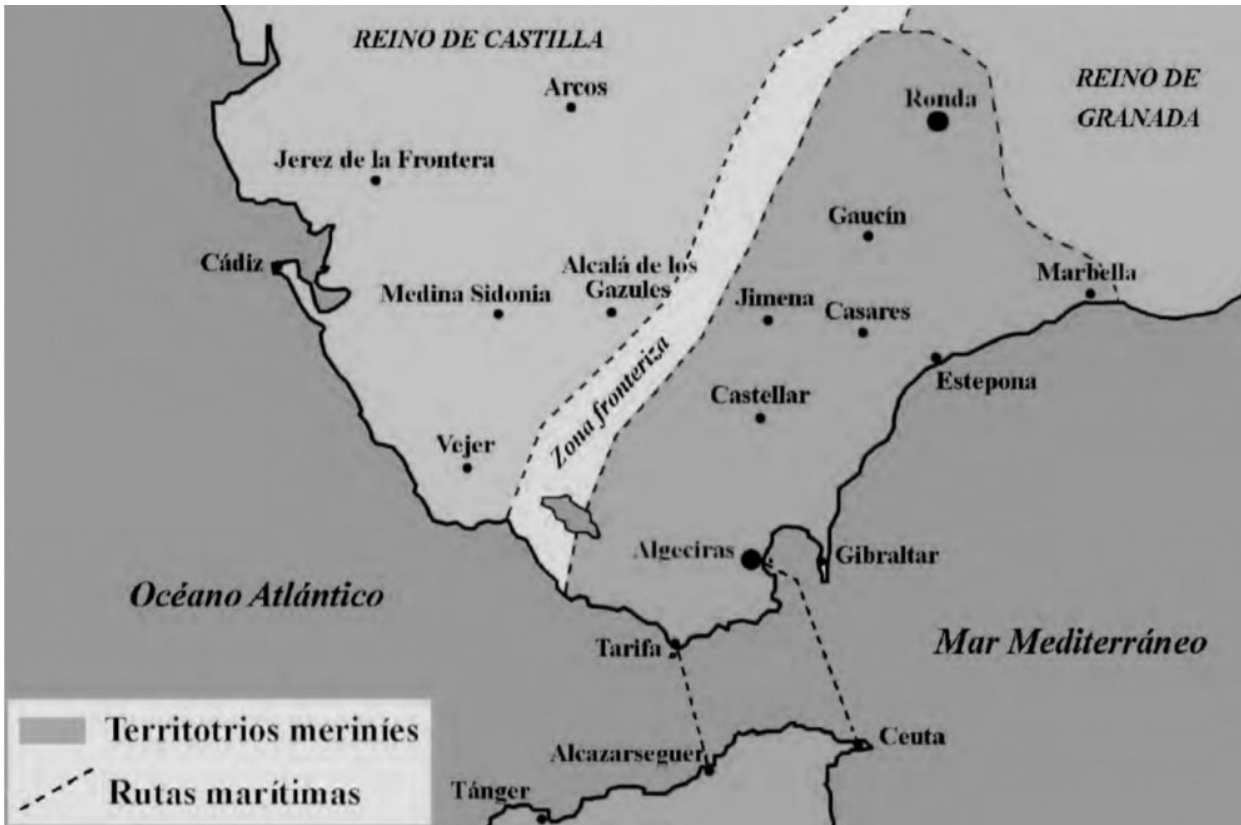 REINO DE CASTILLA
Arcos
REINO DE
GRANADA
Ronda
Jerez de la Frontera
Gaucín
Cádiz
Alcalá de los
Gazules
Medina Sidonia
Marbella
Jimena
Casares
Estepona
Castellar
Zona fronteriza
Vejer
Algeciras
Gibraltar
Océano Atlántico
Tarifa
Mar Mediterráneo
Territotrios meriníes
Rutas marítimas
Alcazarseguer
Ceuta
Tánger